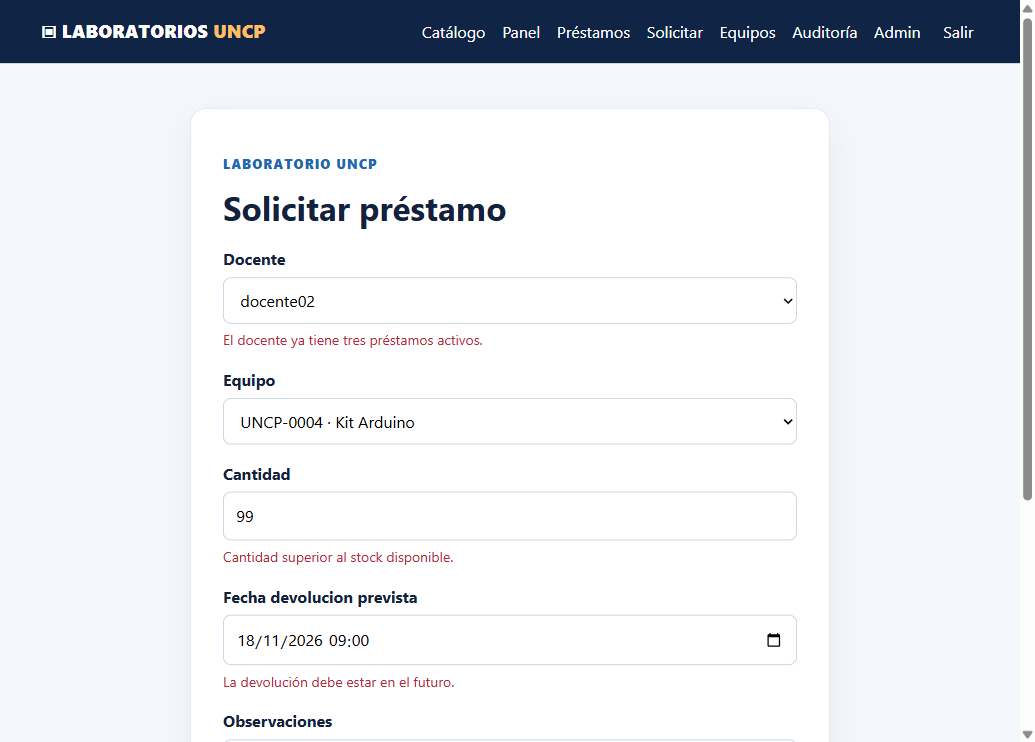 LABORATORIOS UNCP
Catálogo Panel Préstamos Solicitar Equipos Auditoría Admin Salir
LABORATORIO UNCP
Solicitar préstamo
Docente
docente02
El docente ya tiene tres préstamos activos.
Equipo
UNCP-0004 · Kit Arduino
Cantidad
99
Cantidad superior al stock disponible.
Fecha devolucion prevista
18/11/2026 09:00
La devolución debe estar en el futuro.
Observaciones